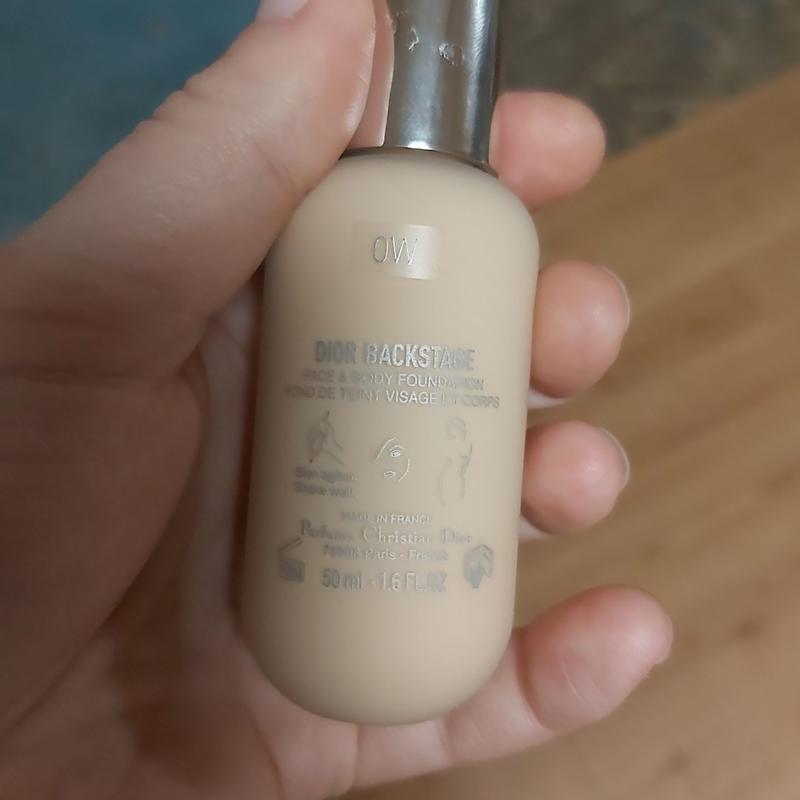 0W
DIOR BACKSTAGE
FACE & BODY FOUNDATION
FOND DE TEINT VISAGE ET CORPS
Bien agiter.
Shake well.
MADE IN FRANCE
Parfums Christian Dior
Paris - France
50 ml - 1.6 FL.OZ